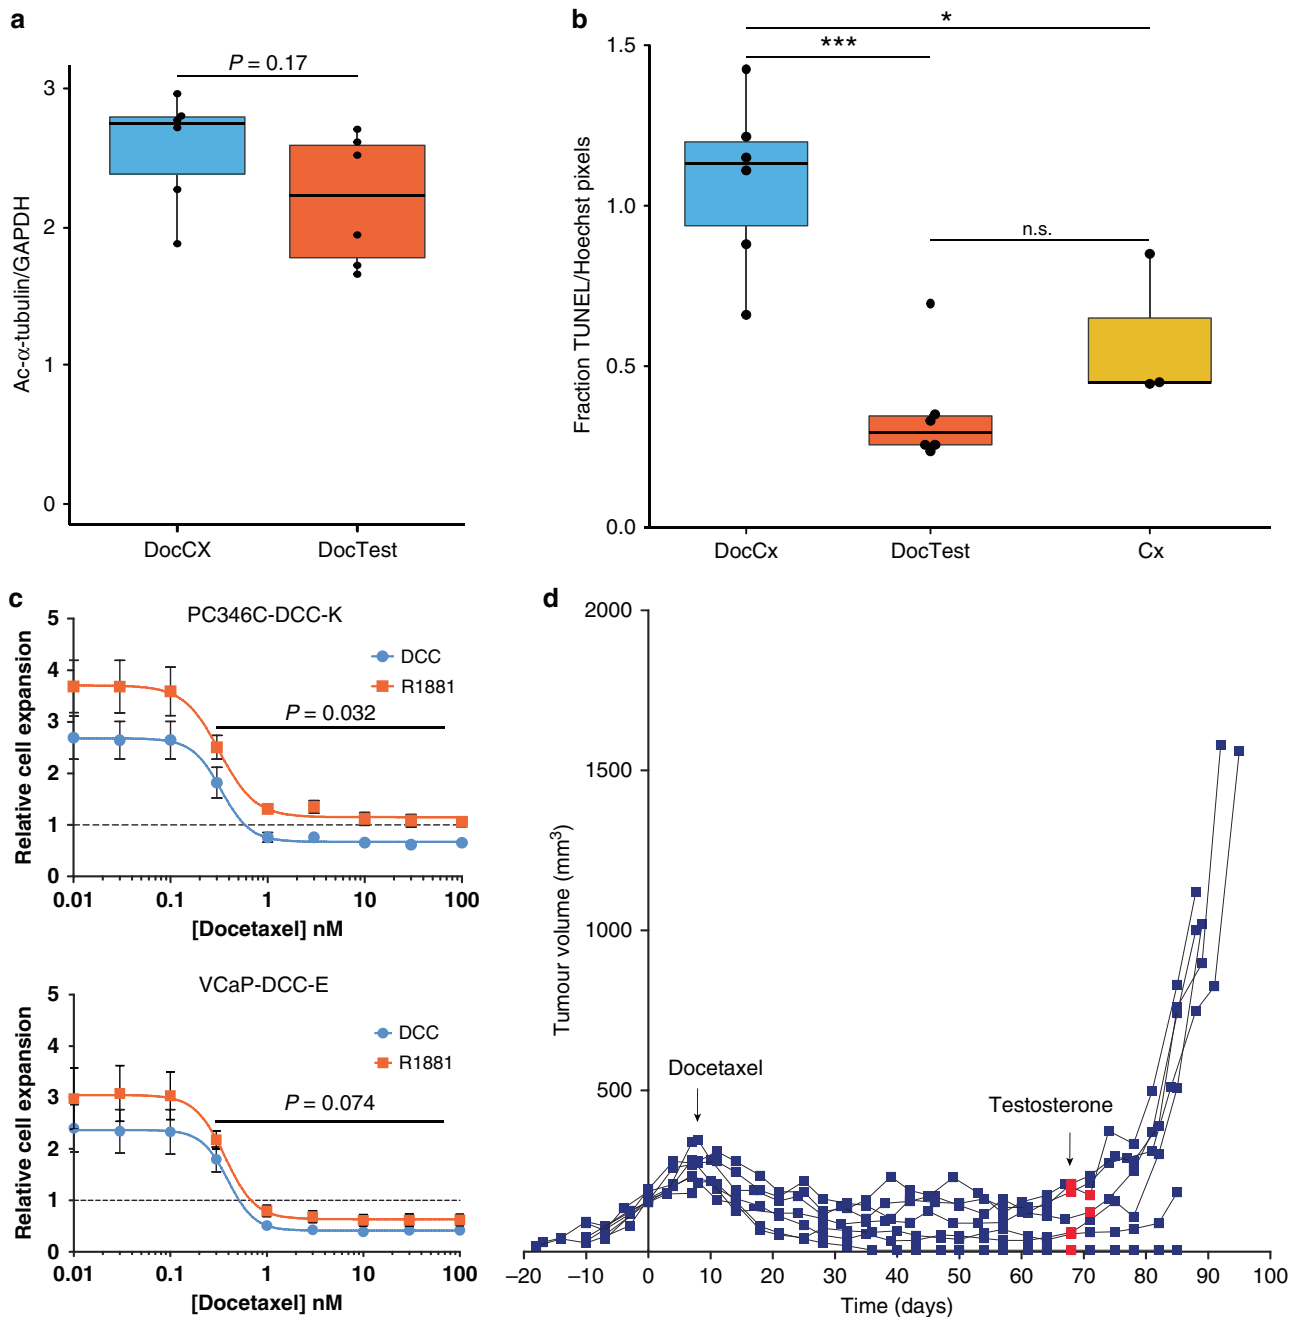 a
P = 0.17
3
2
1
0
Ac-α-tubulin/GAPDH
DocCX
DocTest
b
*
***
n.s.
1.5
1.0
0.5
0.0
Fraction TUNEL/Hoechst pixels
DocCx
DocTest
Cx
c
PC346C-DCC-K
5
4
3
2
1
0
Relative cell expansion
DCC
R1881
P = 0.032
0.01
0.1
1
10
100
[Docetaxel] nM
VCaP-DCC-E
5
4
3
2
1
0
Relative cell expansion
DCC
R1881
P = 0.074
0.01
0.1
1
10
100
[Docetaxel] nM
d
2000
1500
1000
500
Tumour volume (mm³)
Docetaxel
Testosterone
–20
–10
0
10
20
30
40
50
60
70
80
90
100
Time (days)